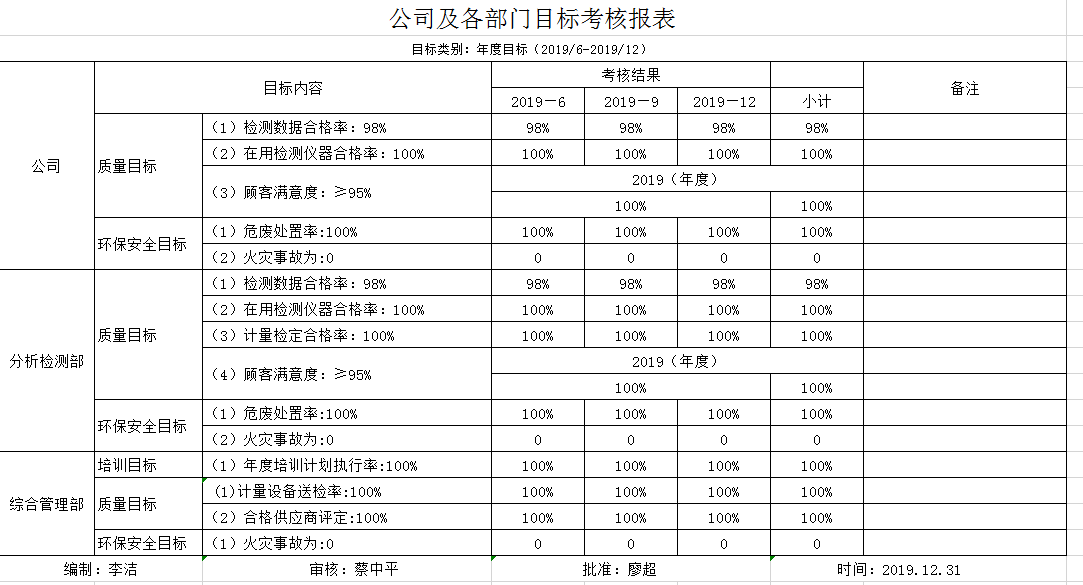 公司及各部门目标考核报表
目标类别: 年度目标（2019/6-2019/12）
目标内容 考核结果 备注
2019－6 2019－9 2019－12 小计
公司 质量目标 （1）检测数据合格率: 98% 98% 98% 98% 98%
（2）在用检测仪器合格率: 100% 100% 100% 100% 100%
（3）顾客满意度: ≥95% 2019（年度）
100% 100%
环保安全目标 （1）危废处置率:100% 100% 100% 100% 100%
（2）火灾事故为:0 0 0 0 0
分析检测部 质量目标 （1）检测数据合格率: 98% 98% 98% 98% 98%
（2）在用检测仪器合格率: 100% 100% 100% 100% 100%
（3）计量检定合格率: 100% 100% 100% 100% 100%
（4）顾客满意度: ≥95% 2019（年度）
100% 100%
环保安全目标 （1）危废处置率:100% 100% 100% 100% 100%
（2）火灾事故为:0 0 0 0 0
综合管理部 培训目标 （1）年度培训计划执行率:100% 100% 100% 100% 100%
质量目标 (1)计量设备送检率:100% 100% 100% 100% 100%
（2）合格供应商评定:100% 100% 100% 100% 100%
环保安全目标 （1）火灾事故为:0 0 0 0 0
编制: 李洁 审核: 蔡中平 批准: 廖超 时间: 2019.12.31